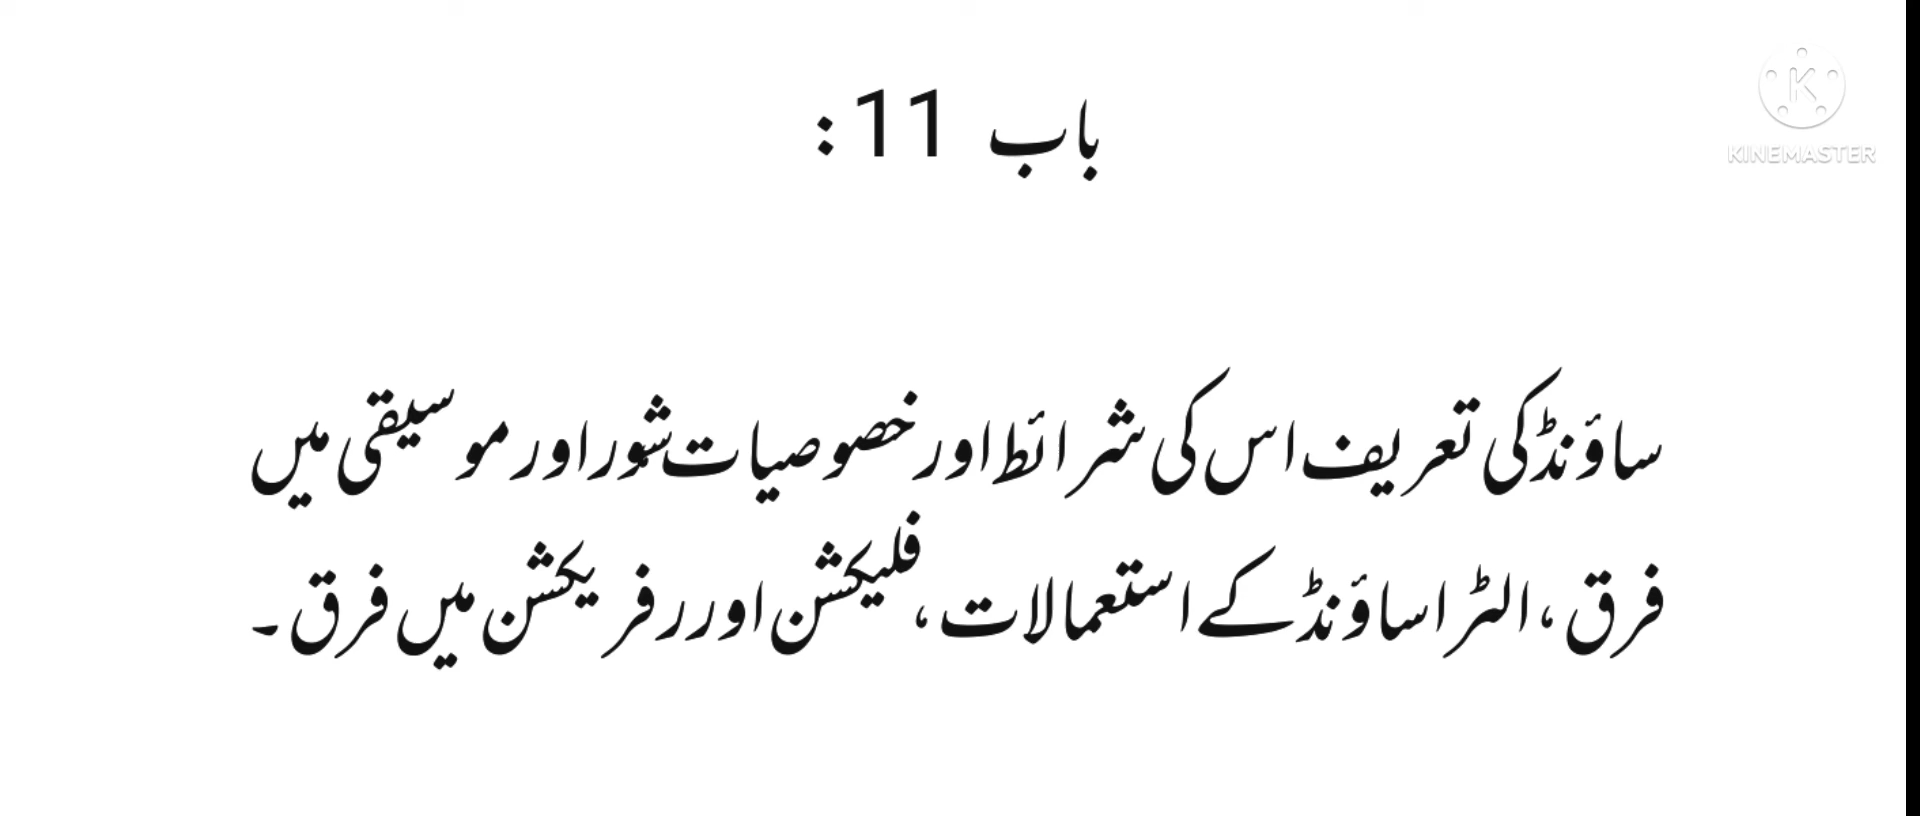 باب 11:
KINEMASTER
ساؤنڈ کی تعریف اس کی شرائط اور خصوصیات شور اور موسیقی میں
فرق، الٹراساؤنڈ کے استعمالات، فلیکشن اور رفریکشن میں فرق۔